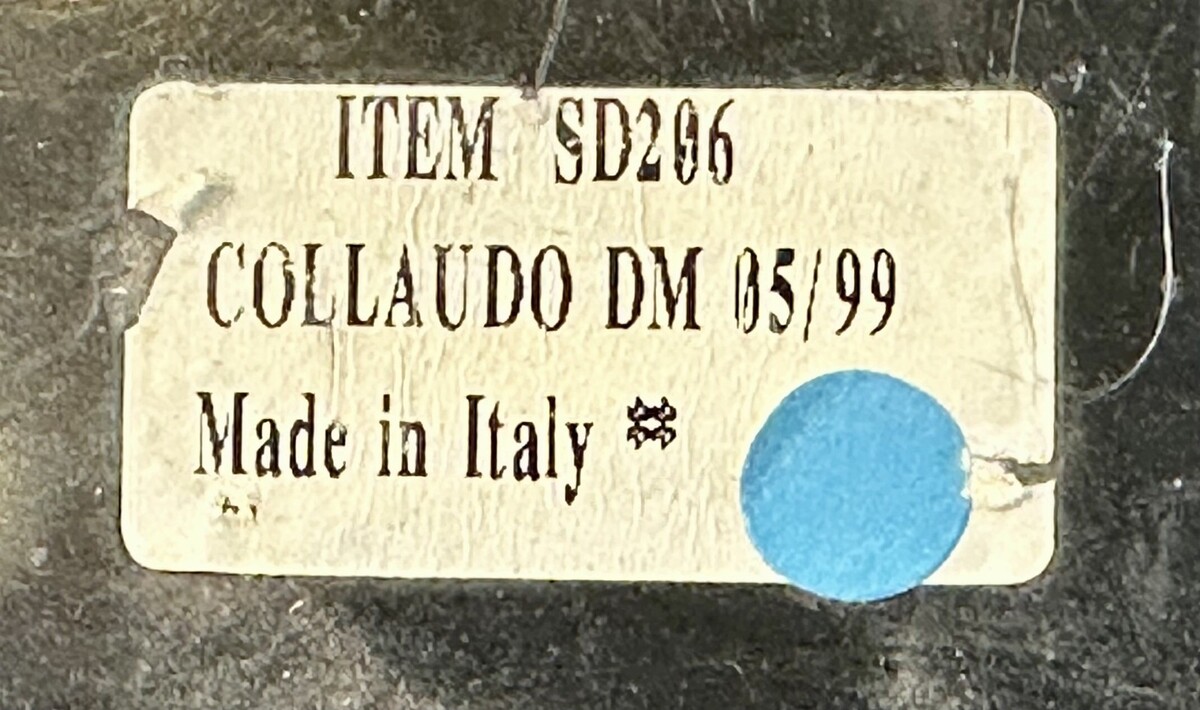 ITEM SD206
COLLAUDO DM 05/99
Made in Italy ※